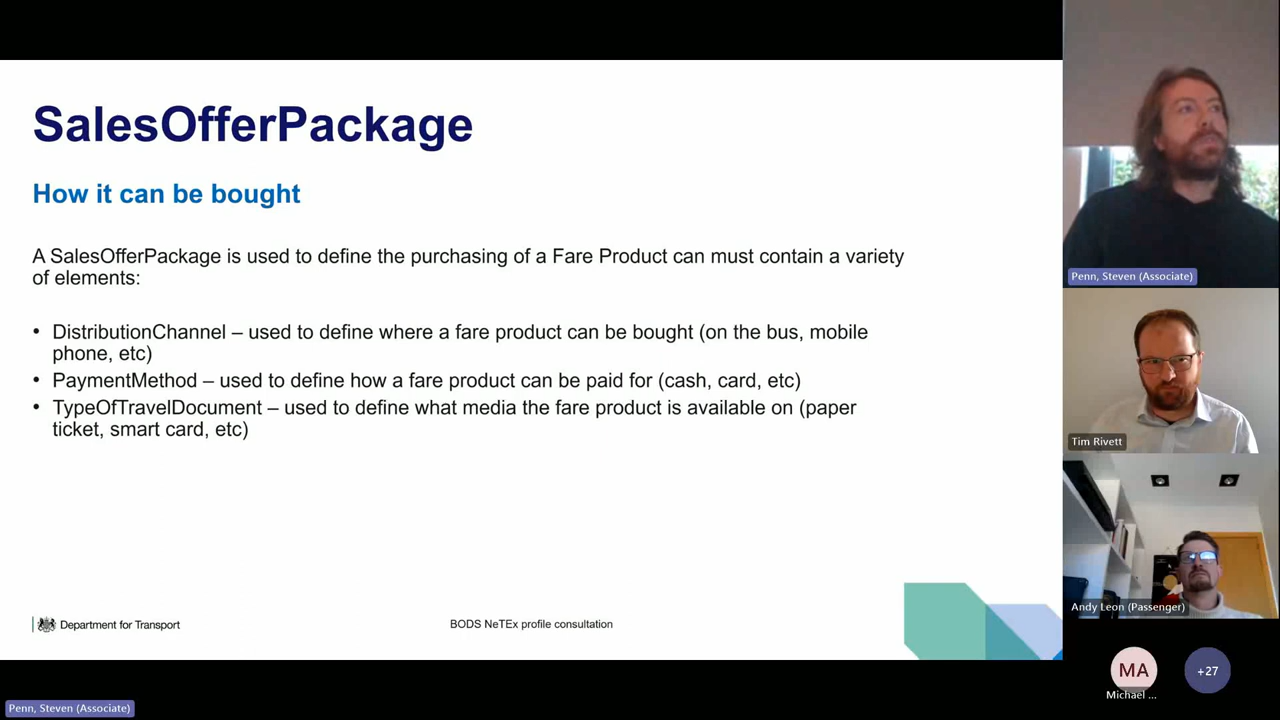 SalesOfferPackage
How it can be bought
A SalesOfferPackage is used to define the purchasing of a Fare Product can must contain a variety
of elements:
• DistributionChannel – used to define where a fare product can be bought (on the bus, mobile
phone, etc)
• PaymentMethod – used to define how a fare product can be paid for (cash, card, etc)
• TypeOfTravelDocument – used to define what media the fare product is available on (paper
ticket, smart card, etc)
Department for Transport
BODS NeTEx profile consultation
Penn, Steven (Associate)
Penn, Steven (Associate)
Tim Rivett
Andy Leon (Passenger)
MA
Michael ...
+27